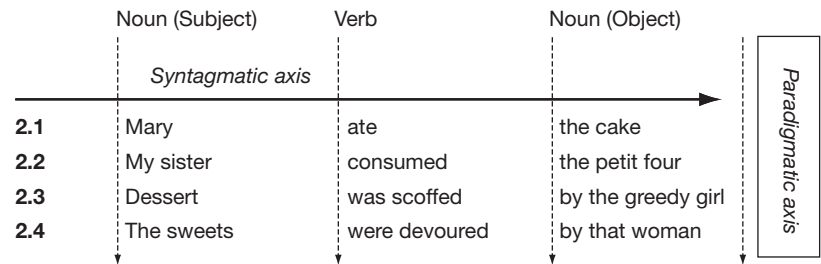 Noun (Subject) Verb Noun (Object)
Syntagmatic axis
2.1 Mary ate the cake
2.2 My sister consumed the petit four
2.3 Dessert was scoffed by the greedy girl
2.4 The sweets were devoured by that woman
Paradigmatic axis